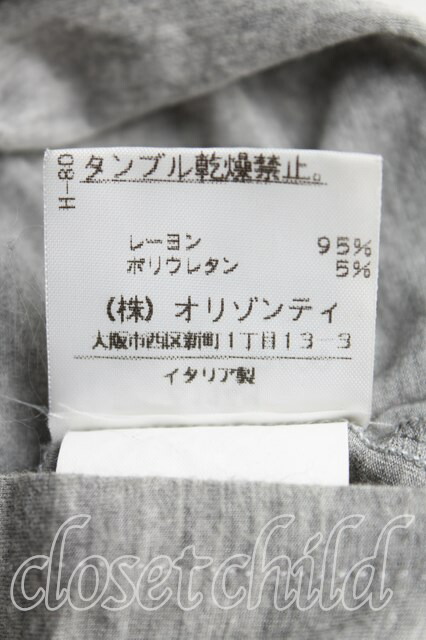 H-80
タンブル乾燥禁止。
レーヨン 95%
ポリウレタン 5%
(株) オリゾンティ
大阪市西区新町1丁目13-3
イタリア製
closetchild